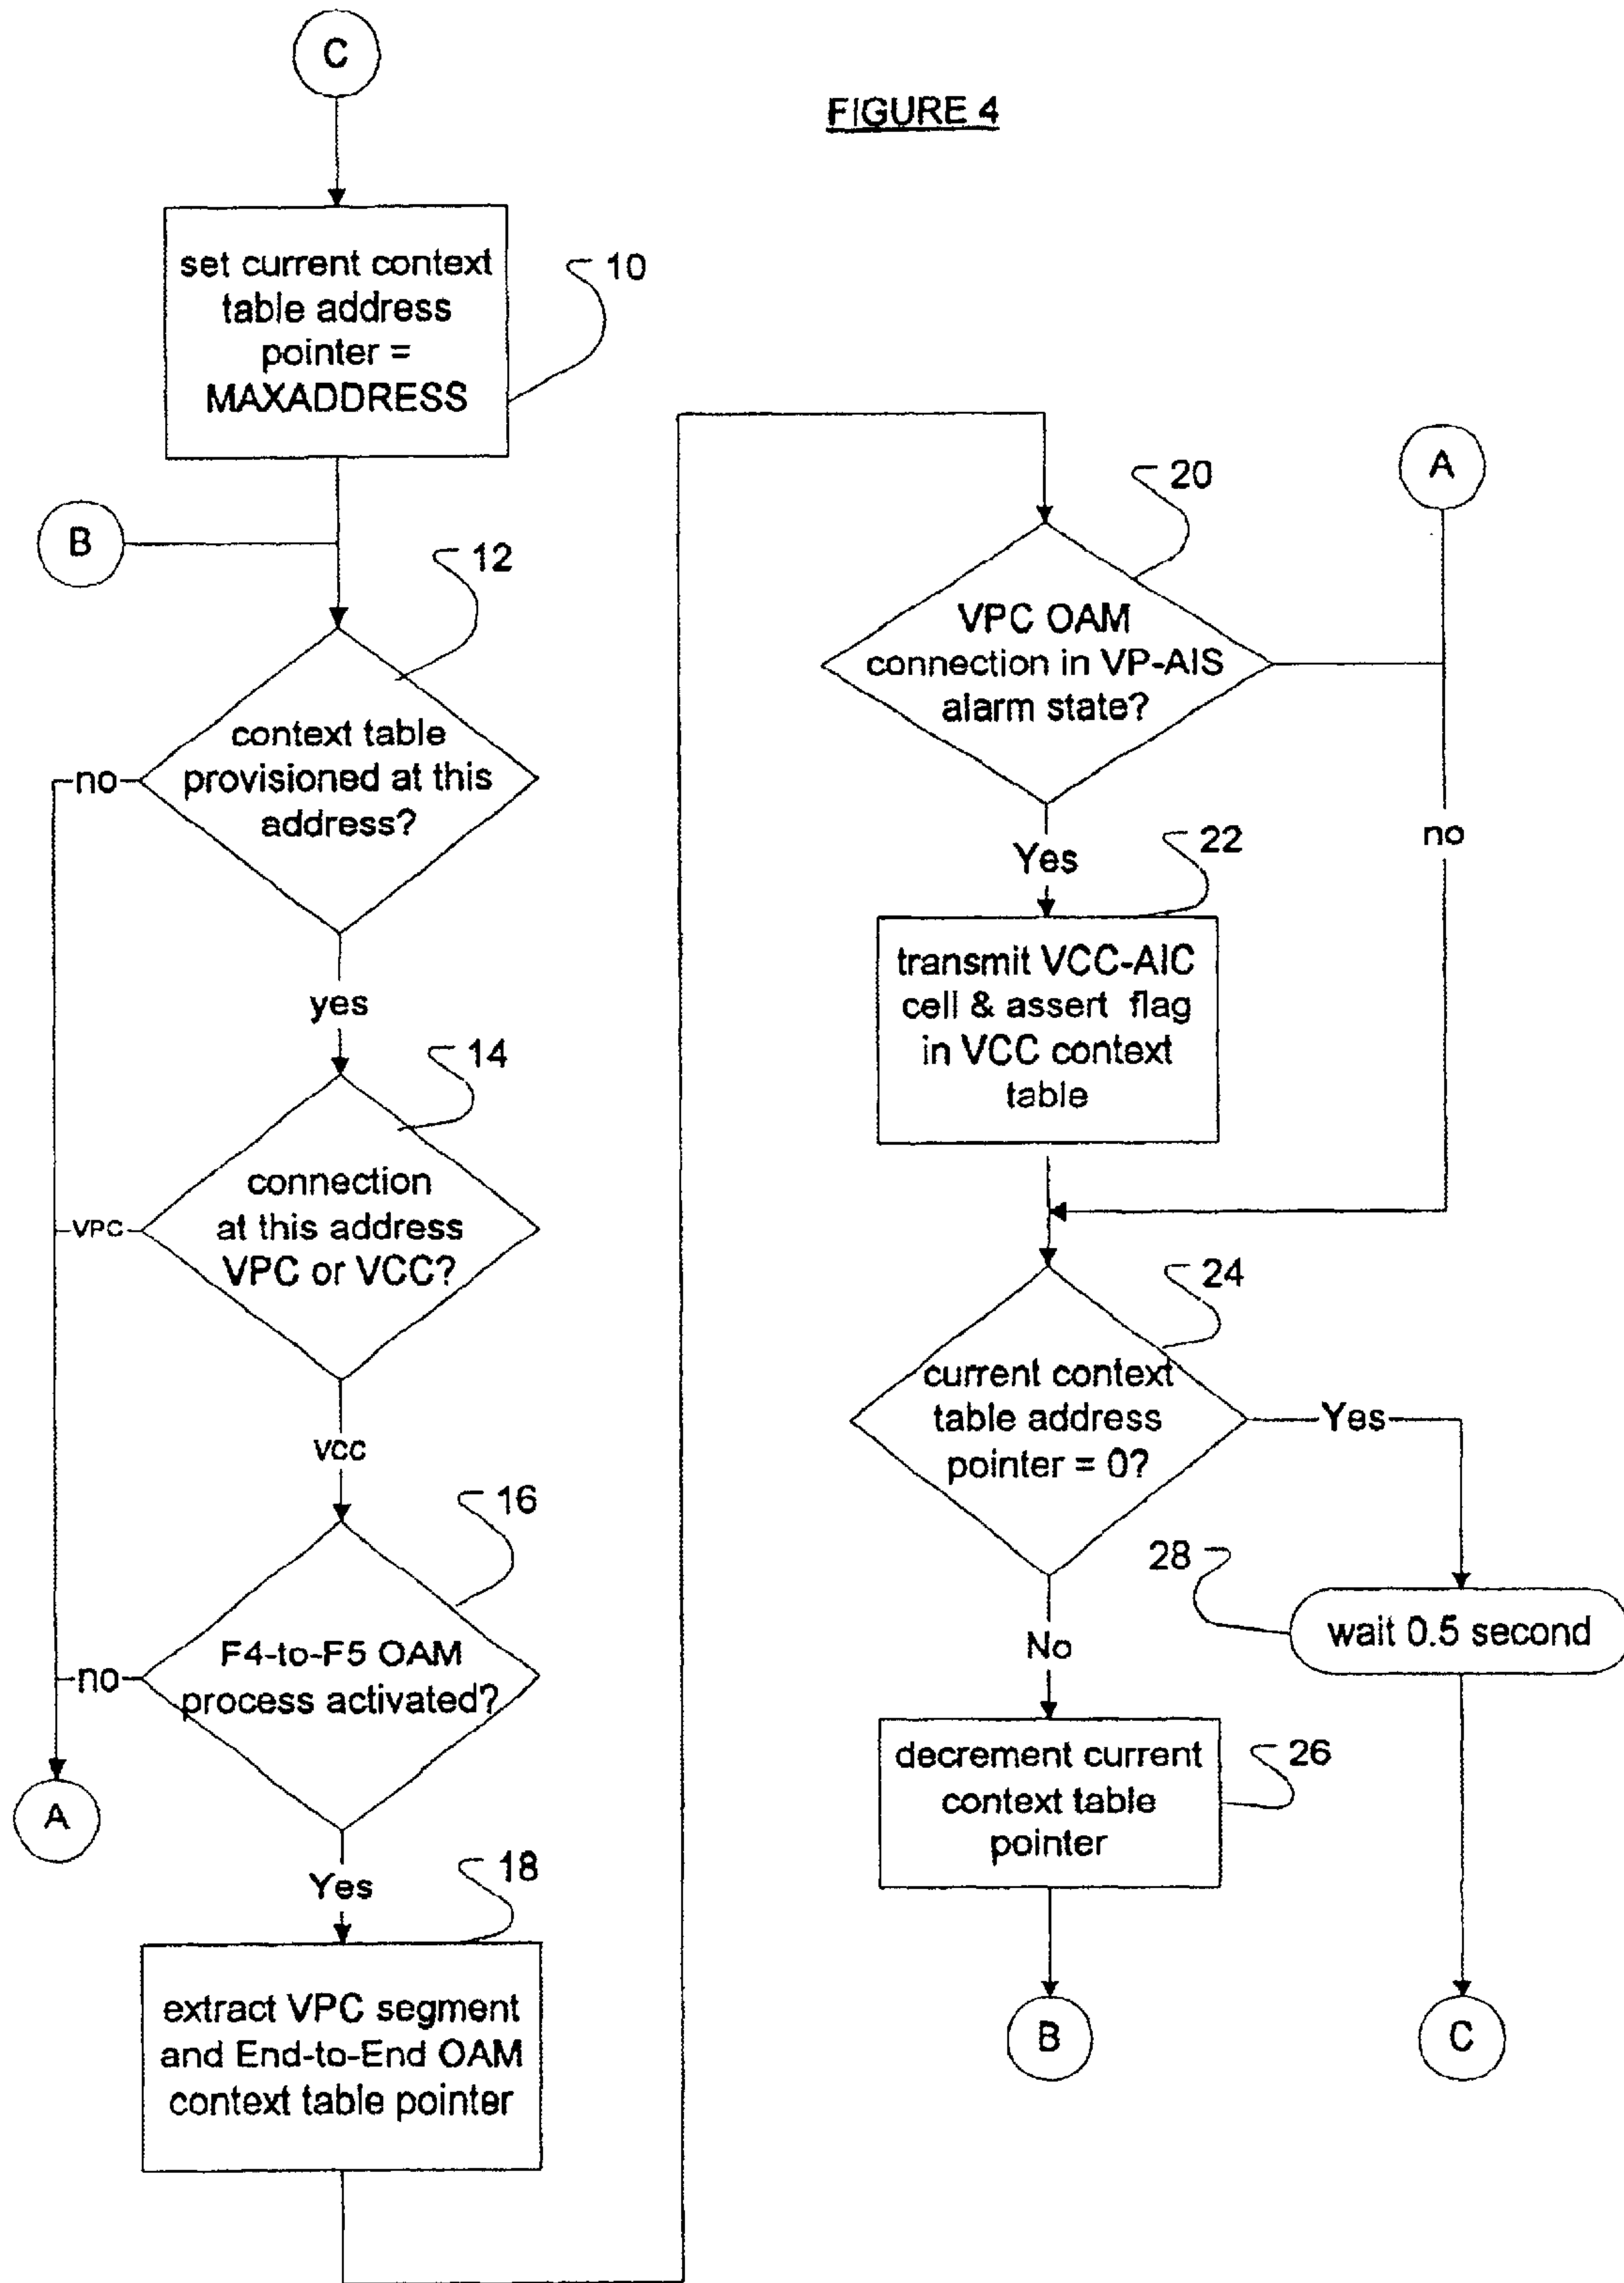 C
FIGURE 4
set current context
table address
pointer =
MAXADDRESS
10
B
12
context table
provisioned at this
address?
no
yes
14
connection
at this address
VPC or VCC?
VPC
vcc
16
F4-to-F5 OAM
process activated?
no
A
Yes
18
extract VPC segment
and End-to-End OAM
context table pointer
20
A
VPC OAM
connection in VP-AIS
alarm state?
no
Yes
22
transmit VCC-AIC
cell & assert flag
in VCC context
table
24
current context
table address
pointer = 0?
Yes
28
wait 0.5 second
No
decrement current
context table
pointer
26
B
C